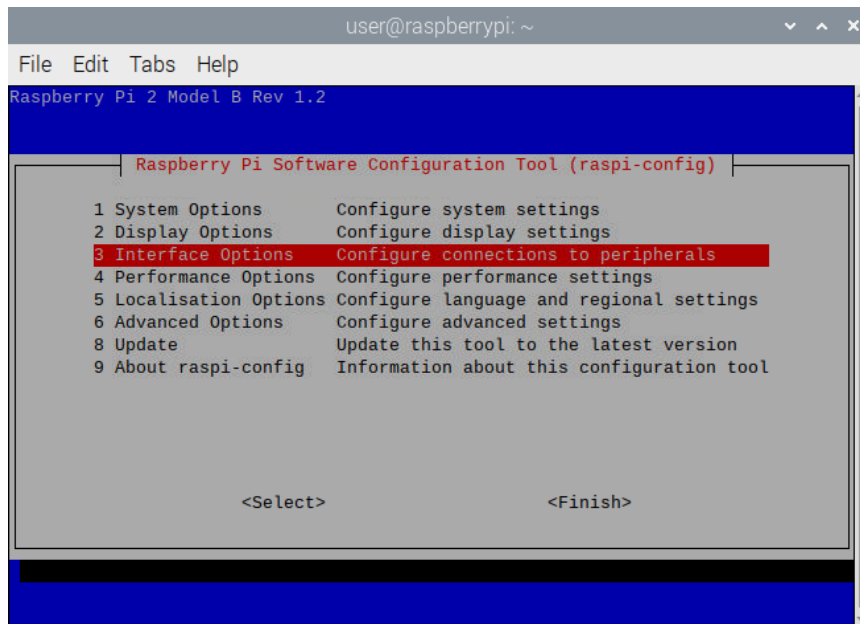 user@raspberrypi: ~
File Edit Tabs Help
Raspberry Pi 2 Model B Rev 1.2
Raspberry Pi Software Configuration Tool (raspi-config)
1 System Options Configure system settings
2 Display Options Configure display settings
3 Interface Options Configure connections to peripherals
4 Performance Options Configure performance settings
5 Localisation Options Configure language and regional settings
6 Advanced Options Configure advanced settings
8 Update Update this tool to the latest version
9 About raspi-config Information about this configuration tool
<Select> <Finish>